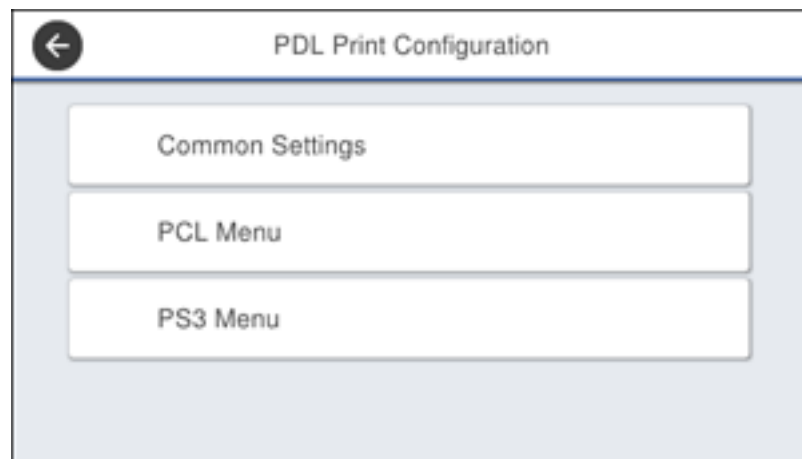 PDL Print Configuration
Common Settings
PCL Menu
PS3 Menu